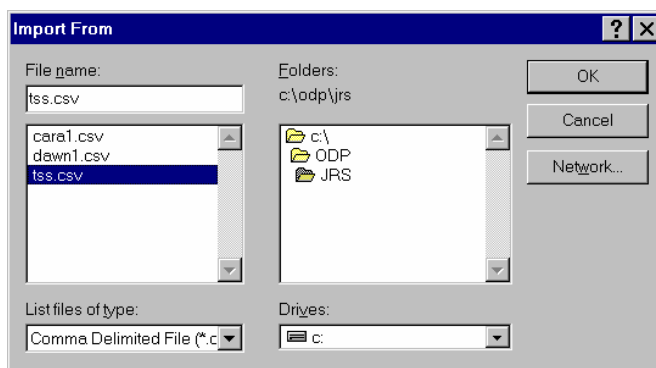 Import From
File name:
tss.csv
cara1.csv
dawn1.csv
tss.csv
List files of type:
Comma Delimited File (*.c
Folders:
c:\odp\jrs
c:\
ODP
JRS
Drives:
c:
OK
Cancel
Network...